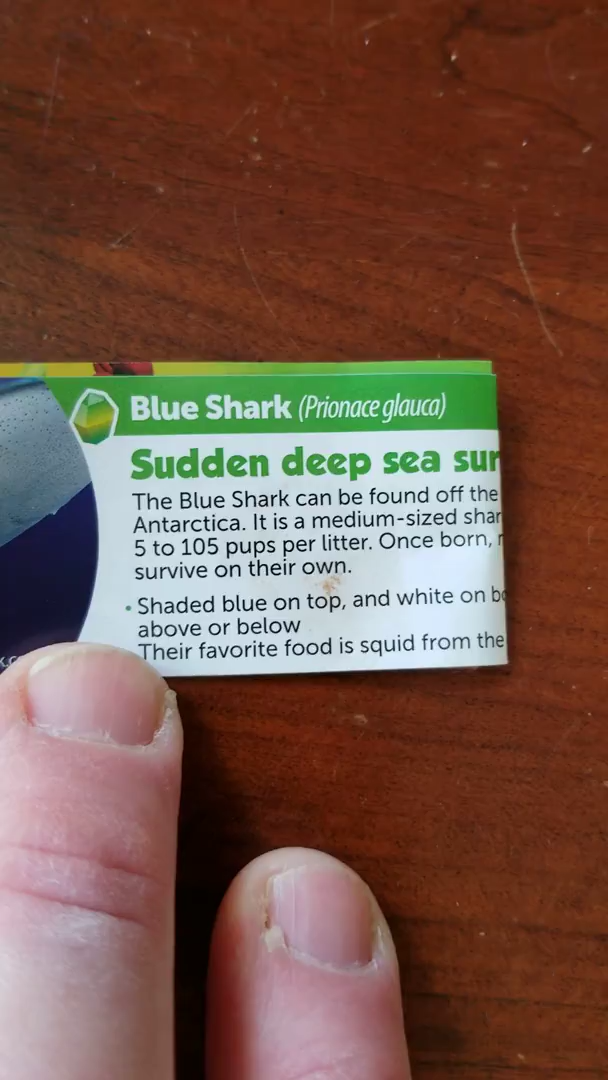 Blue Shark (Prionace glauca)
Sudden deep sea sur
The Blue Shark can be found off the
Antarctica. It is a medium-sized shar
5 to 105 pups per litter. Once born,
survive on their own.
• Shaded blue on top, and white on bo
above or below
Their favorite food is squid from the